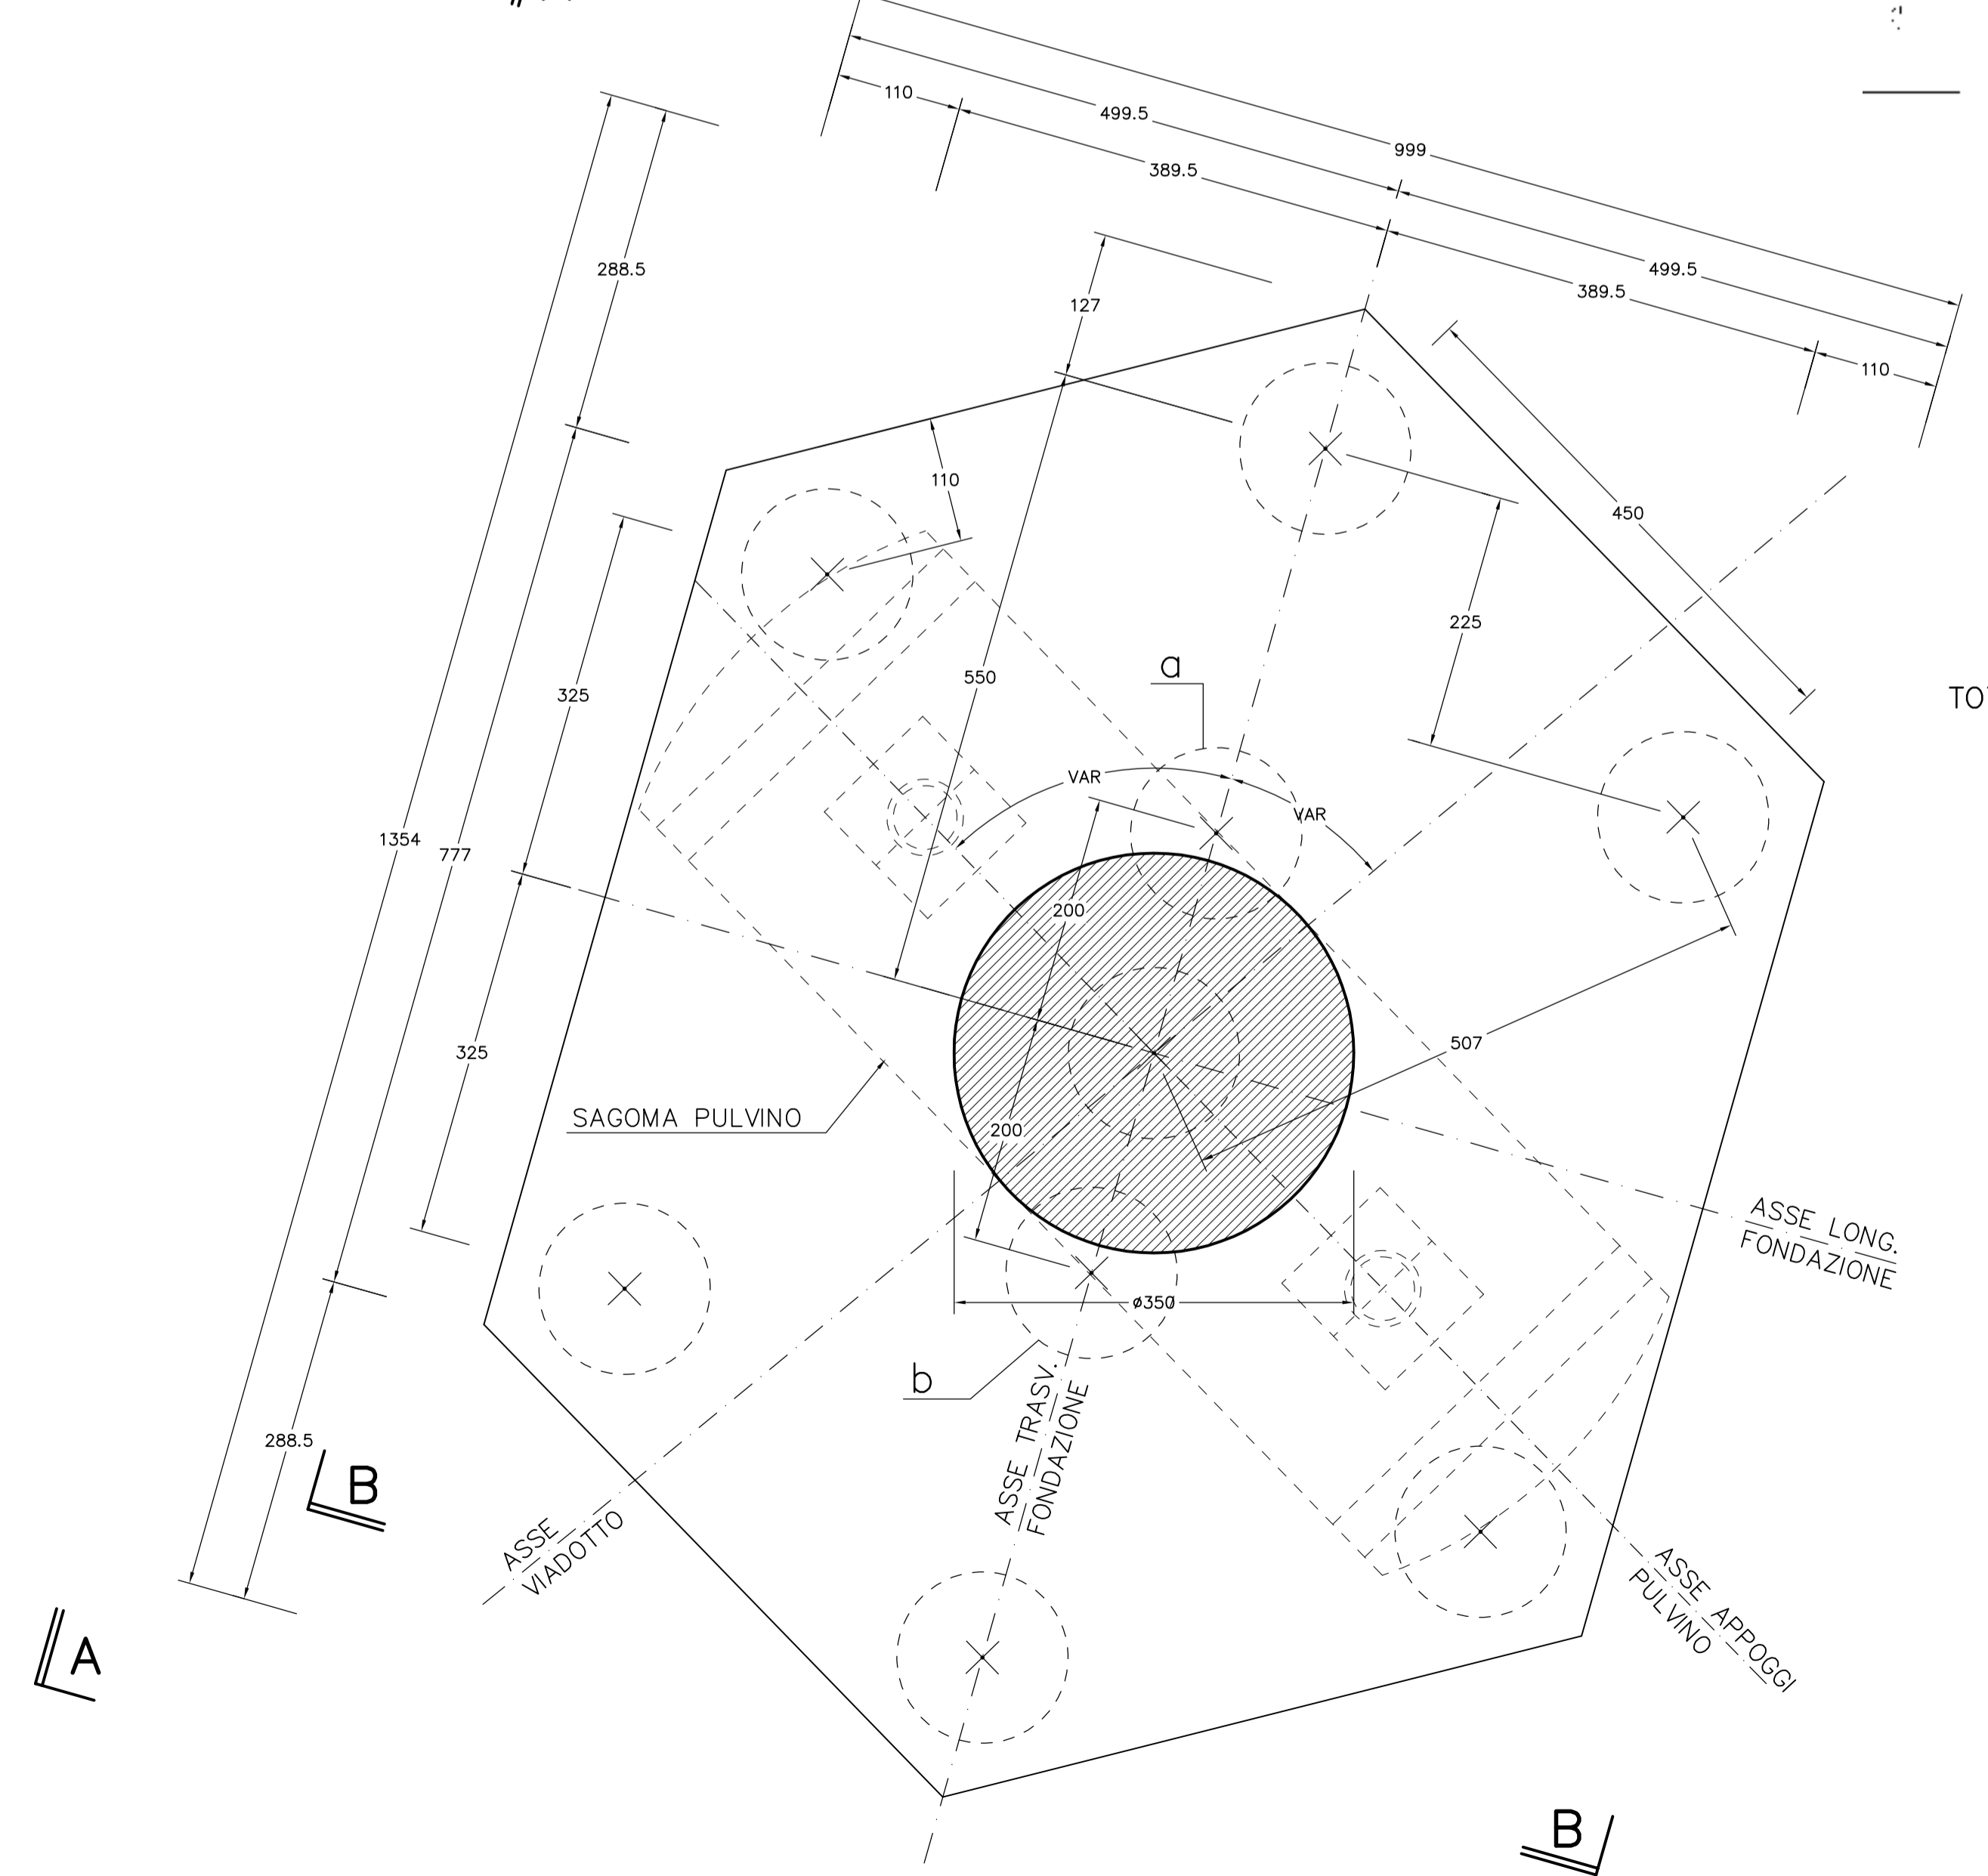 999
499.5
110
389.5
499.5
389.5
110
288.5
127
110
450
550
225
a
325
VAR
VAR
TO
1354
777
200
507
325
SAGOMA PULVINO
200
ø350
ASSE LONG.
FONDAZIONE
b
ASSE TRASV.
FONDAZIONE
288.5
B
ASSE
VIADOTTO
ASSE APPOGGI
PULVINO
A
B